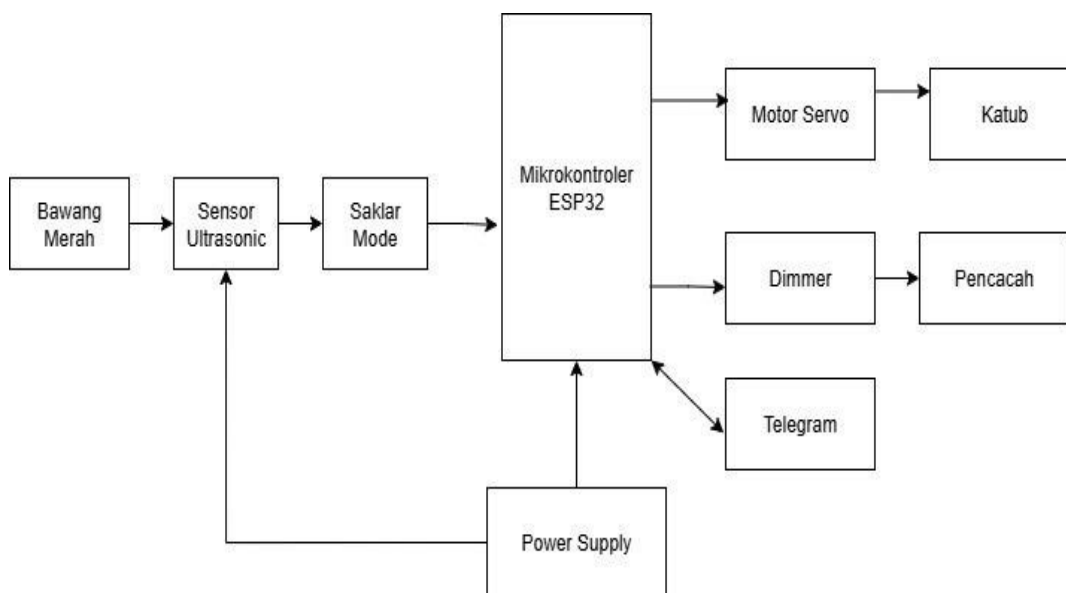 Mikrokontroler
ESP32
Motor Servo
Katub
Bawang
Merah
Sensor
Ultrasonic
Saklar
Mode
Dimmer
Pencacah
Telegram
Power Supply